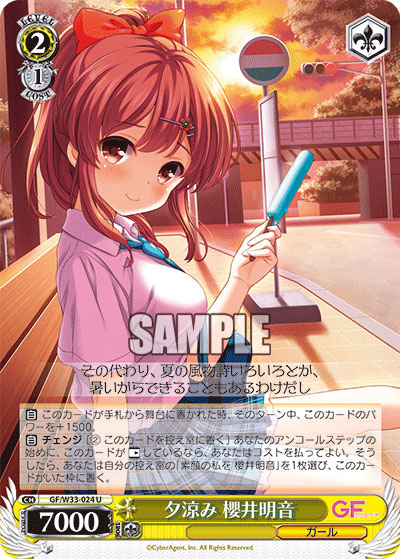 LEVEL
2
1
COST
SAMPLE
その代わり、夏の風物詩いろいろとか、
暑いからできることもあるわけだし
自 このカードが手札から舞台に置かれた時、そのターン中、このカードのパ
ワーを+1500。
自 チェンジ [② このカードを控え室に置く] あなたのアンコールステップの
始めに、このカードがしているなら、あなたはコストを払ってよい。そ
うしたら、あなたは自分の控え室の「素顔の私を 櫻井明音」を1枚選び、このカー
ドがいた枠に置く。
CH GF/W33-024 U
7000
夕涼み 櫻井明音
GF
ガール
©CyberAgent, Inc. All Rights Reserved.